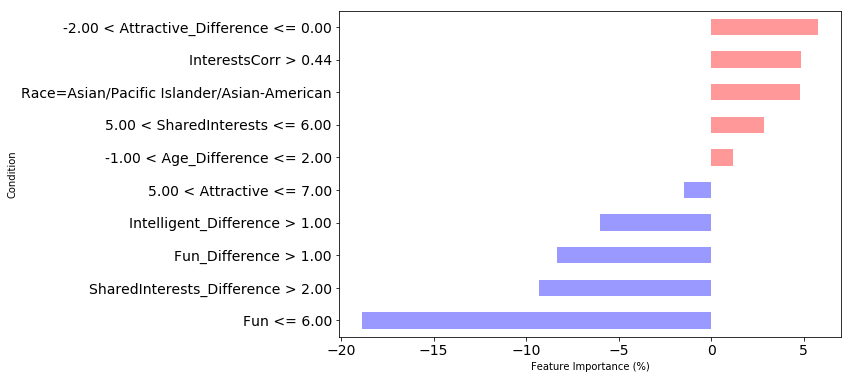 -2.00 < Attractive_Difference <= 0.00
InterestsCorr > 0.44
Race=Asian/Pacific Islander/Asian-American
5.00 < SharedInterests <= 6.00
-1.00 < Age_Difference <= 2.00
5.00 < Attractive <= 7.00
Intelligent_Difference > 1.00
Fun_Difference > 1.00
SharedInterests_Difference > 2.00
Fun <= 6.00
Condition
−20 −15 −10 −5 0 5
Feature Importance (%)